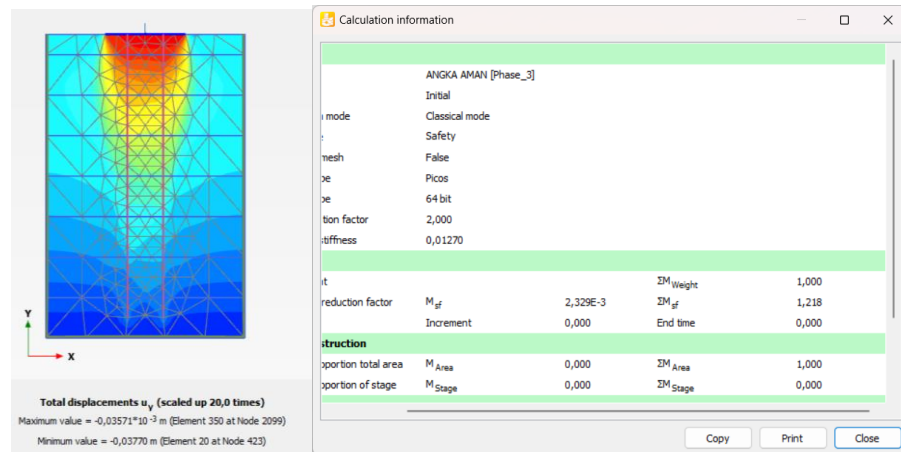 Y
X
Total displacements uy (scaled up 20,0 times)
Maximum value = -0,03571*10-3 m (Element 350 at Node 2099)
Minimum value = -0,03770 m (Element 20 at Node 423)
Calculation information
ANGKA AMAN [Phase_3]
Initial
mode Classical mode
Safety
mesh False
Picos
64 bit
tion factor 2,000
stiffness 0,01270
ΣMWeight 1,000
reduction factor Msf 2,329E-3 ΣMsf 1,218
Increment 0,000 End time 0,000
struction
oportion total area MArea 0,000 ΣMArea 1,000
oportion of stage MStage 0,000 ΣMStage 0,000
Copy Print Close